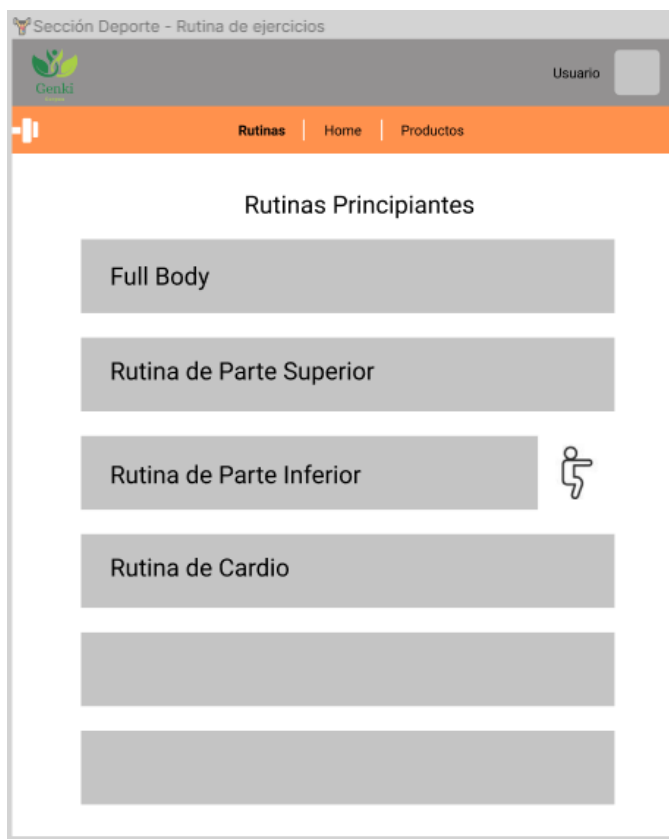 Sección Deporte - Rutina de ejercicios
Genki
Usuario
Rutinas
Home
Productos
Rutinas Principiantes
Full Body
Rutina de Parte Superior
Rutina de Parte Inferior
Rutina de Cardio